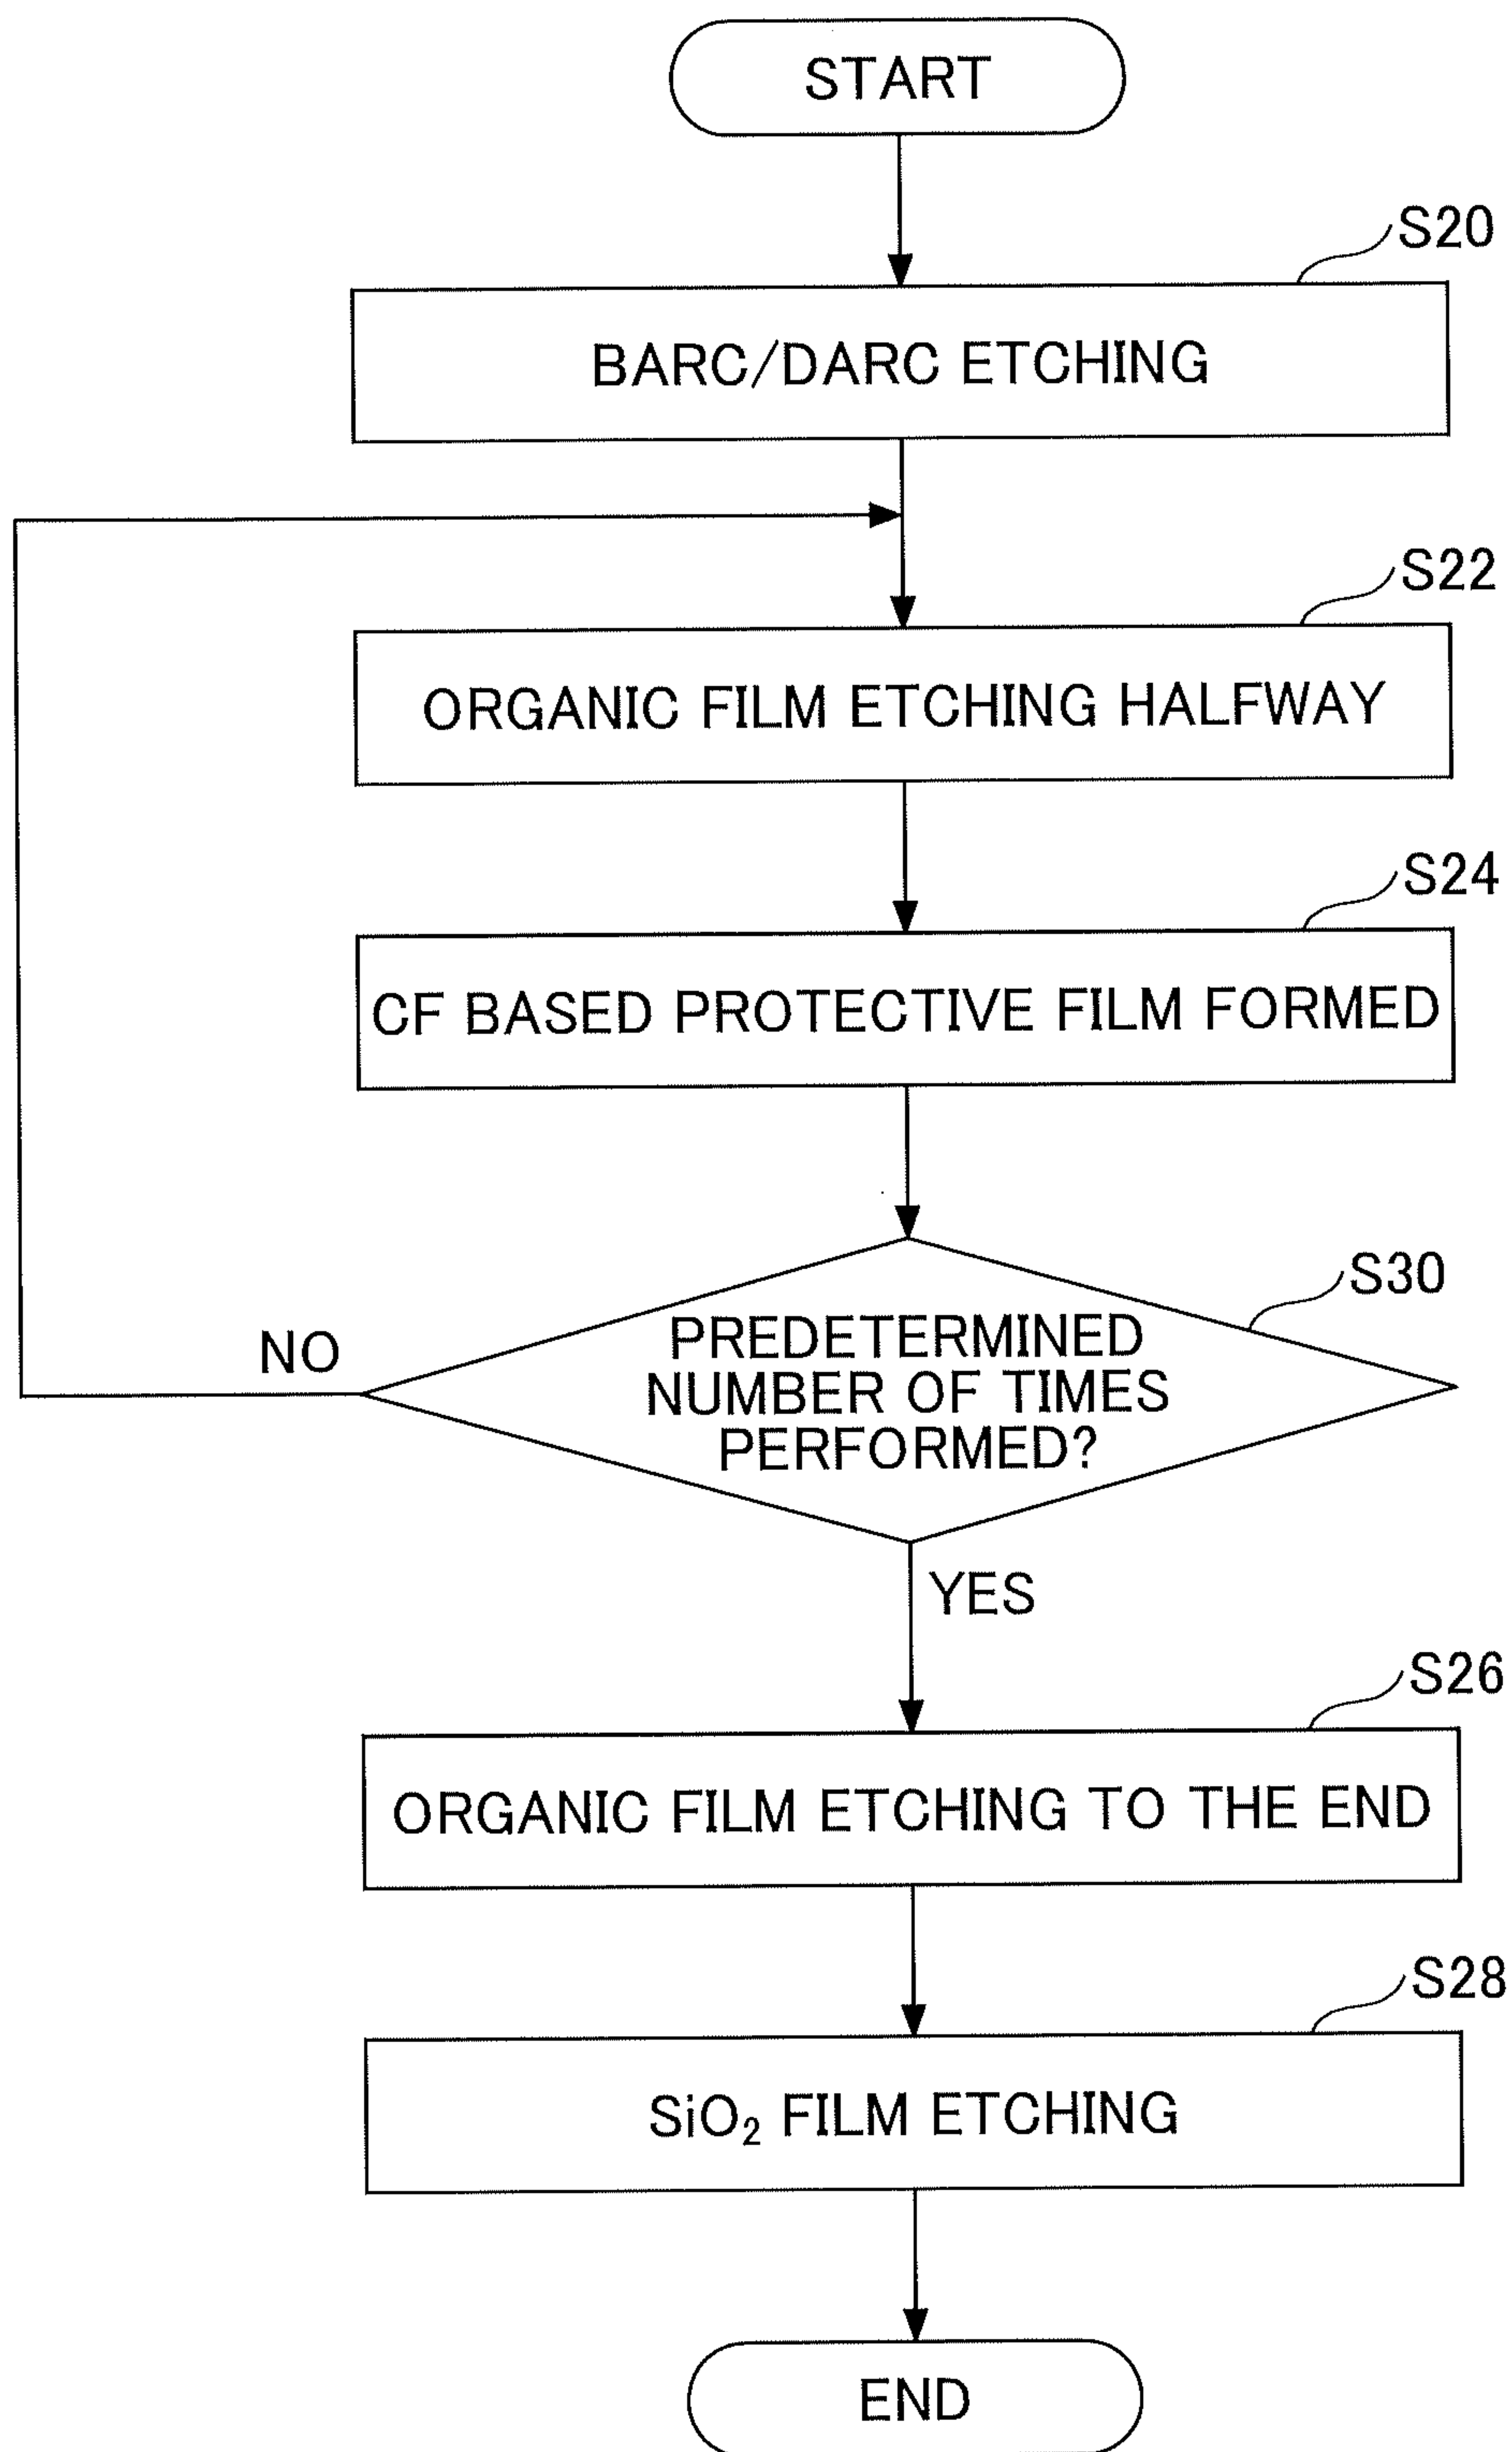 START
S20
BARC/DARC ETCHING
S22
ORGANIC FILM ETCHING HALFWAY
S24
CF BASED PROTECTIVE FILM FORMED
S30
PREDETERMINED
NUMBER OF TIMES
PERFORMED?
NO
YES
S26
ORGANIC FILM ETCHING TO THE END
S28
SiO₂ FILM ETCHING
END